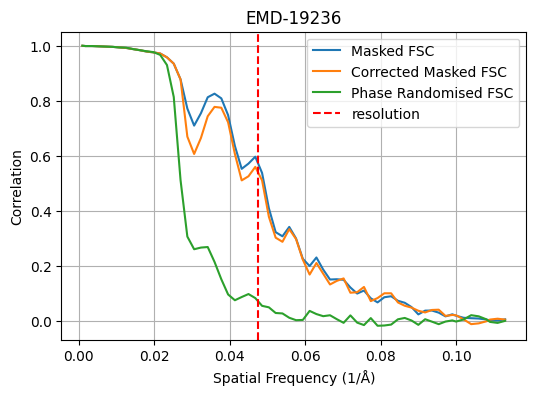 EMD-19236
Masked FSC
Corrected Masked FSC
Phase Randomised FSC
resolution
1.0
0.8
0.6
0.4
0.2
0.0
Correlation
0.00 0.02 0.04 0.06 0.08 0.10
Spatial Frequency (1/Å)